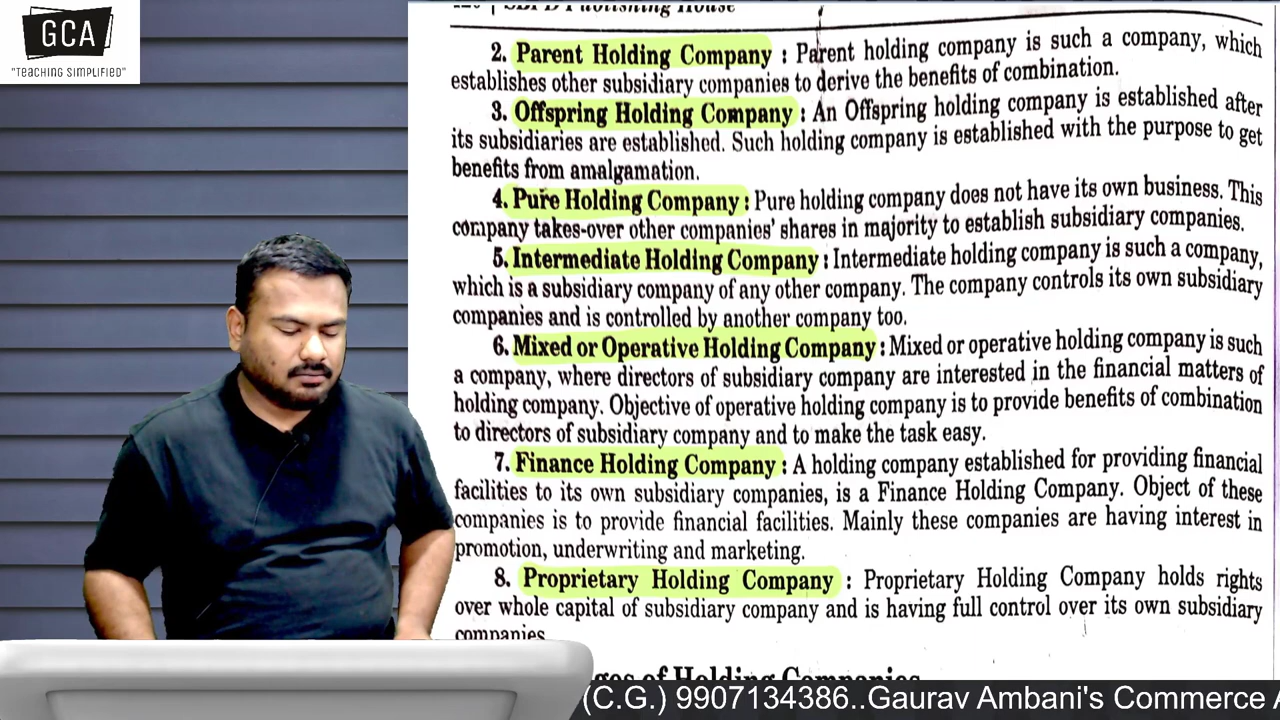 GCA
"TEACHING SIMPLIFIED"
Publishing House
2. Parent Holding Company : Parent holding company is such a company, which
establishes other subsidiary companies to derive the benefits of combination.
3. Offspring Holding Company : An Offspring holding company is established after
its subsidiaries are established. Such holding company is established with the purpose to get
benefits from amalgamation.
4. Pure Holding Company : Pure holding company does not have its own business. This
company takes-over other companies' shares in majority to establish subsidiary companies.
5. Intermediate Holding Company : Intermediate holding company is such a company,
which is a subsidiary company of any other company. The company controls its own subsidiary
companies and is controlled by another company too.
6. Mixed or Operative Holding Company : Mixed or operative holding company is such
a company, where directors of subsidiary company are interested in the financial matters of
holding company. Objective of operative holding company is to provide benefits of combination
to directors of subsidiary company and to make the task easy.
7. Finance Holding Company : A holding company established for providing financial
facilities to its own subsidiary companies, is a Finance Holding Company. Object of these
companies is to provide financial facilities. Mainly these companies are having interest in
promotion, underwriting and marketing.
8. Proprietary Holding Company : Proprietary Holding Company holds rights
over whole capital of subsidiary company and is having full control over its own subsidiary
companies
of Holding Companies
(C.G.) 9907134386..Gaurav Ambani's Commerce